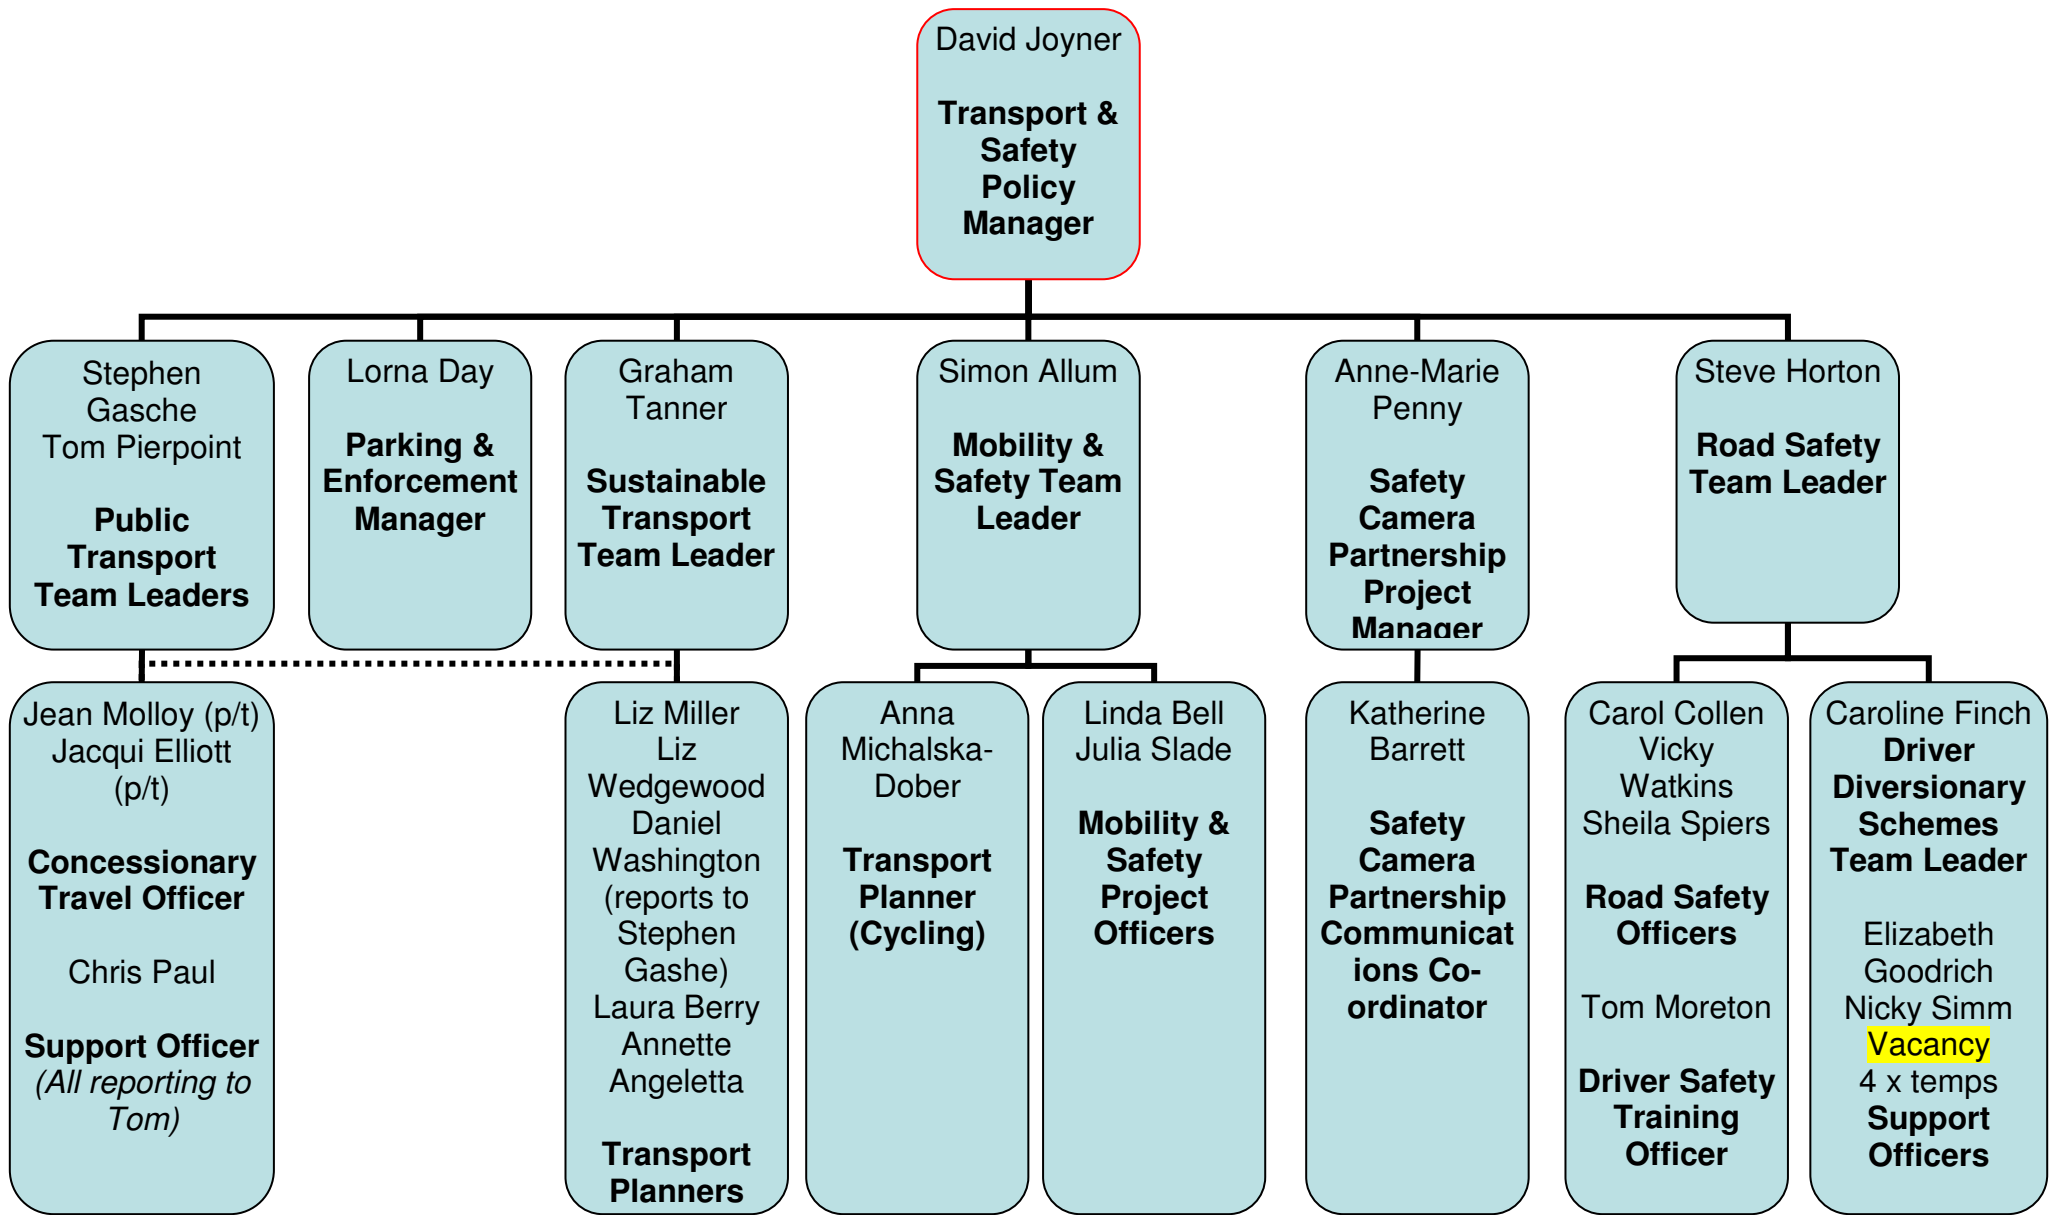 David Joyner
Transport &
Safety
Policy
Manager
Stephen
Gasche
Tom Pierpoint
Public
Transport
Team Leaders
Lorna Day
Parking &
Enforcement
Manager
Graham
Tanner
Sustainable
Transport
Team Leader
Simon Allum
Mobility &
Safety Team
Leader
Anne-Marie
Penny
Safety
Camera
Partnership
Project
Manager
Steve Horton
Road Safety
Team Leader
Jean Molloy (p/t)
Jacqui Elliott
(p/t)
Concessionary
Travel Officer
Chris Paul
Support Officer
(All reporting to
Tom)
Liz Miller
Liz
Wedgewood
Daniel
Washington
(reports to
Stephen
Gashe)
Laura Berry
Annette
Angeletta
Transport
Planners
Anna
Michalska-
Dober
Transport
Planner
(Cycling)
Linda Bell
Julia Slade
Mobility &
Safety
Project
Officers
Katherine
Barrett
Safety
Camera
Partnership
Communicat
ions Co-
ordinator
Carol Collen
Vicky
Watkins
Sheila Spiers
Road Safety
Officers
Tom Moreton
Driver Safety
Training
Officer
Caroline Finch
Driver
Diversionary
Schemes
Team Leader
Elizabeth
Goodrich
Nicky Simm
Vacancy
4 x temps
Support
Officers